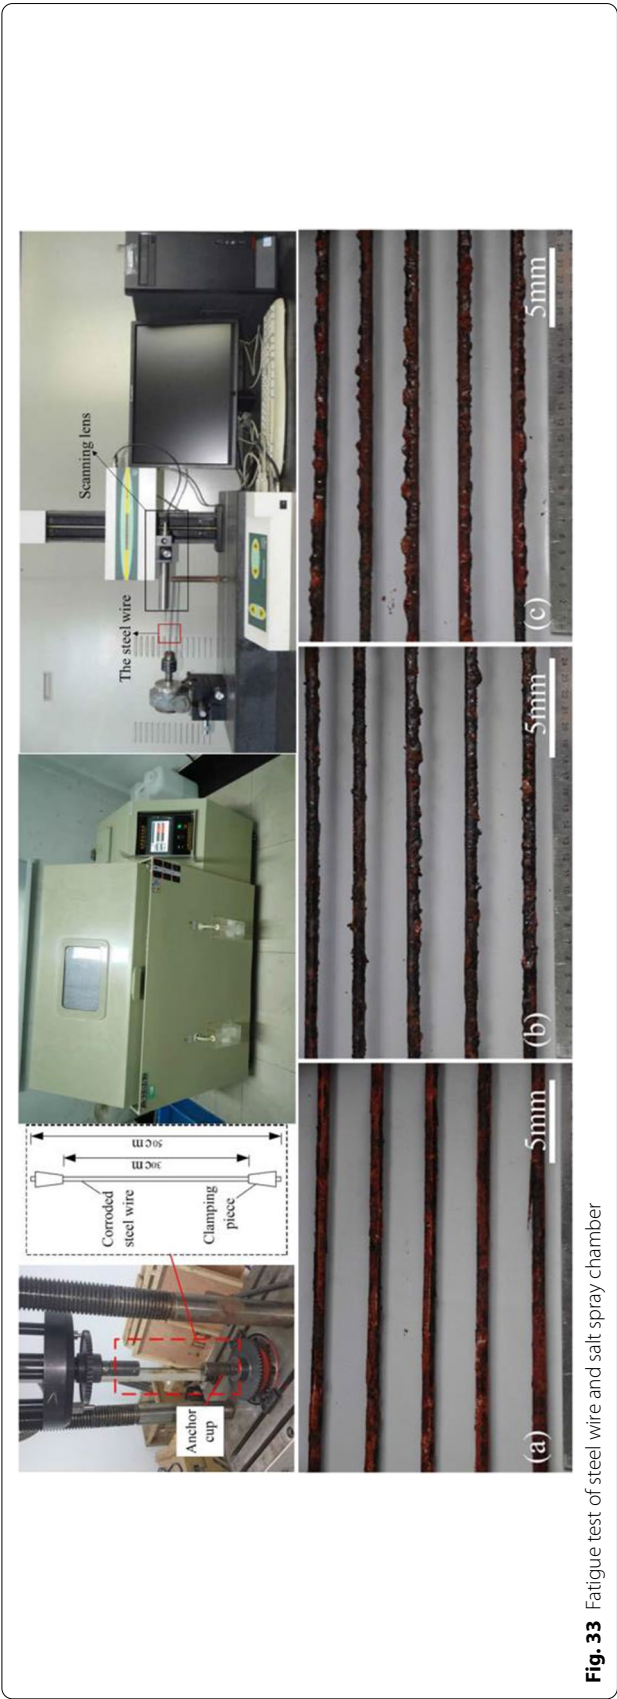 Anchor
cup
Corroded
steel wire
Clamping
piece
30cm
50cm
The steel wire
Scanning lens
(a)
5mm
(b)
5mm
(c)
5mm
Fig. 33 Fatigue test of steel wire and salt spray chamber